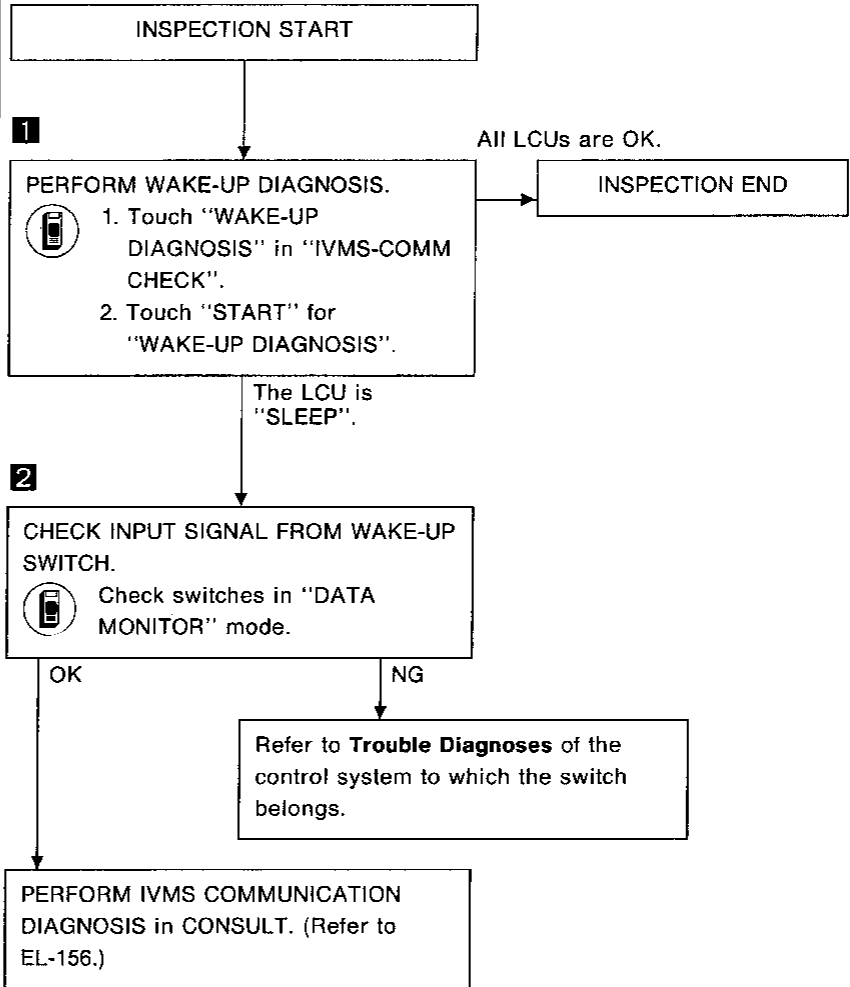 INSPECTION START
1
All LCUs are OK.
PERFORM WAKE-UP DIAGNOSIS.
1. Touch "WAKE-UP
DIAGNOSIS" in "IVMS-COMM
CHECK".
2. Touch "START" for
"WAKE-UP DIAGNOSIS".
INSPECTION END
The LCU is
"SLEEP".
2
CHECK INPUT SIGNAL FROM WAKE-UP
SWITCH.
Check switches in "DATA
MONITOR" mode.
OK
NG
Refer to Trouble Diagnoses of the
control system to which the switch
belongs.
PERFORM IVMS COMMUNICATION
DIAGNOSIS in CONSULT. (Refer to
EL-156.)